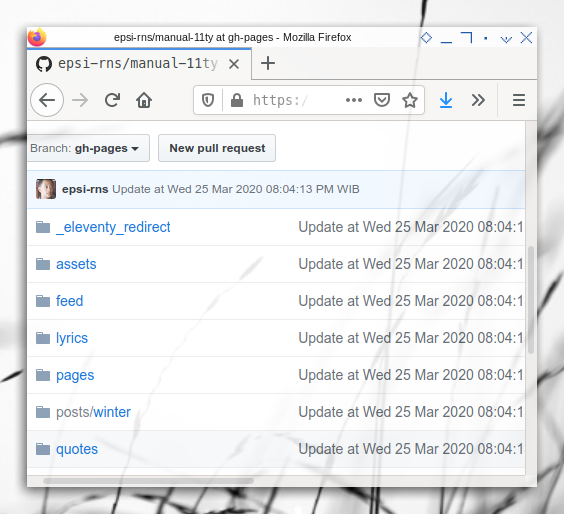 epsi-rns/manual-11ty at gh-pages - Mozilla Firefox
epsi-rns/manual-11ty
https:/
Branch: gh-pages
New pull request
epsi-rns Update at Wed 25 Mar 2020 08:04:13 PM WIB
_eleventy_redirect Update at Wed 25 Mar 2020 08:04:1
assets Update at Wed 25 Mar 2020 08:04:1
feed Update at Wed 25 Mar 2020 08:04:1
lyrics Update at Wed 25 Mar 2020 08:04:1
pages Update at Wed 25 Mar 2020 08:04:1
posts/winter Update at Wed 25 Mar 2020 08:04:1
quotes Update at Wed 25 Mar 2020 08:04:1